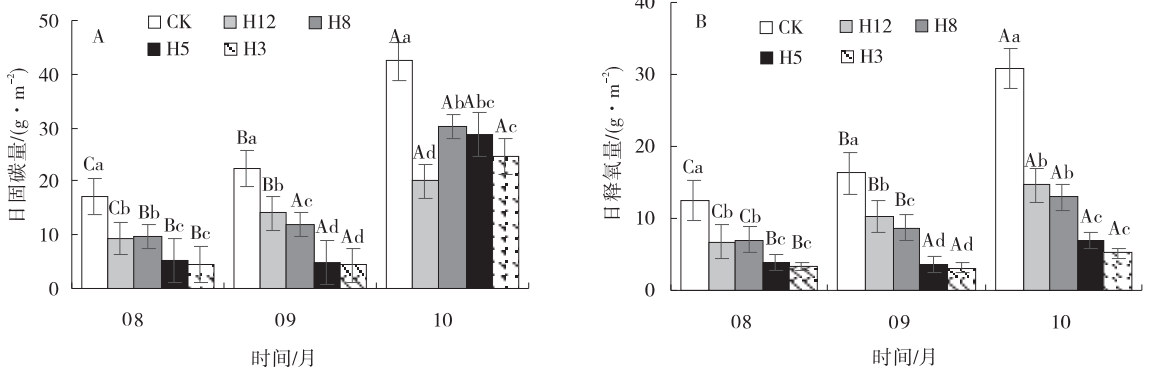 A
CK H12 H8
H5 H3
日固碳量/(g·m⁻²)
50
40
30
20
10
0
Ca Cb Bb Bc Bc
Ba Bb Ac Ad Ad
Aa Ad Ab Abc Ac
08 09 10
时间/月
B
CK H12 H8
H5 H3
日释氧量/(g·m⁻²)
40
30
20
10
0
Ca Cb Cb Bc Bc
Ba Bb Bc Ad Ad
Aa Ab Ab Ac Ac
08 09 10
时间/月